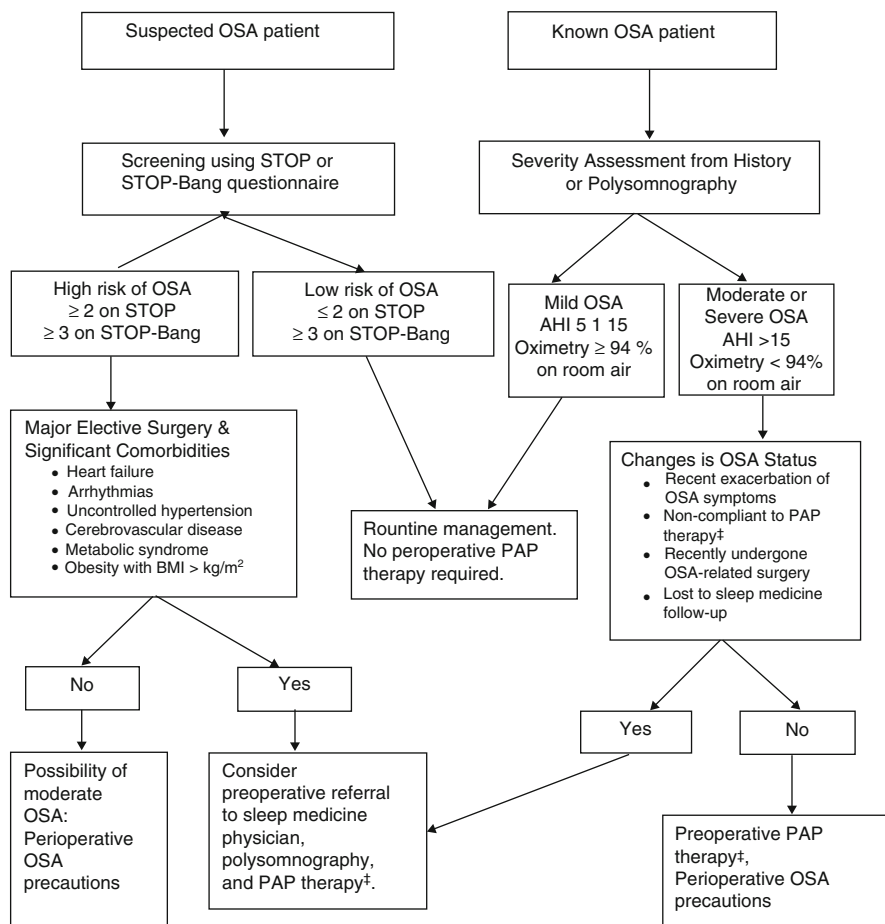 Suspected OSA patient
Known OSA patient
Screening using STOP or
STOP-Bang questionnaire
Severity Assessment from History
or Polysomnography
High risk of OSA
≥ 2 on STOP
≥ 3 on STOP-Bang
Low risk of OSA
≤ 2 on STOP
≥ 3 on STOP-Bang
Mild OSA
AHI 5 1 15
Oximetry ≥ 94 %
on room air
Moderate or
Severe OSA
AHI >15
Oximetry < 94%
on room air
Major Elective Surgery &
Significant Comorbidities
• Heart failure
• Arrhythmias
• Uncontrolled hypertension
• Cerebrovascular disease
• Metabolic syndrome
• Obesity with BMI > kg/m²
Rountine management.
No peroperative PAP
therapy required.
Changes is OSA Status
• Recent exacerbation of
OSA symptoms
• Non-compliant to PAP
therapy‡
• Recently undergone
OSA-related surgery
• Lost to sleep medicine
follow-up
No
Yes
Yes
No
Possibility of
moderate
OSA:
Perioperative
OSA
precautions
Consider
preoperative referral
to sleep medicine
physician,
polysomnography,
and PAP therapy‡.
Preoperative PAP
therapy‡,
Perioperative OSA
precautions